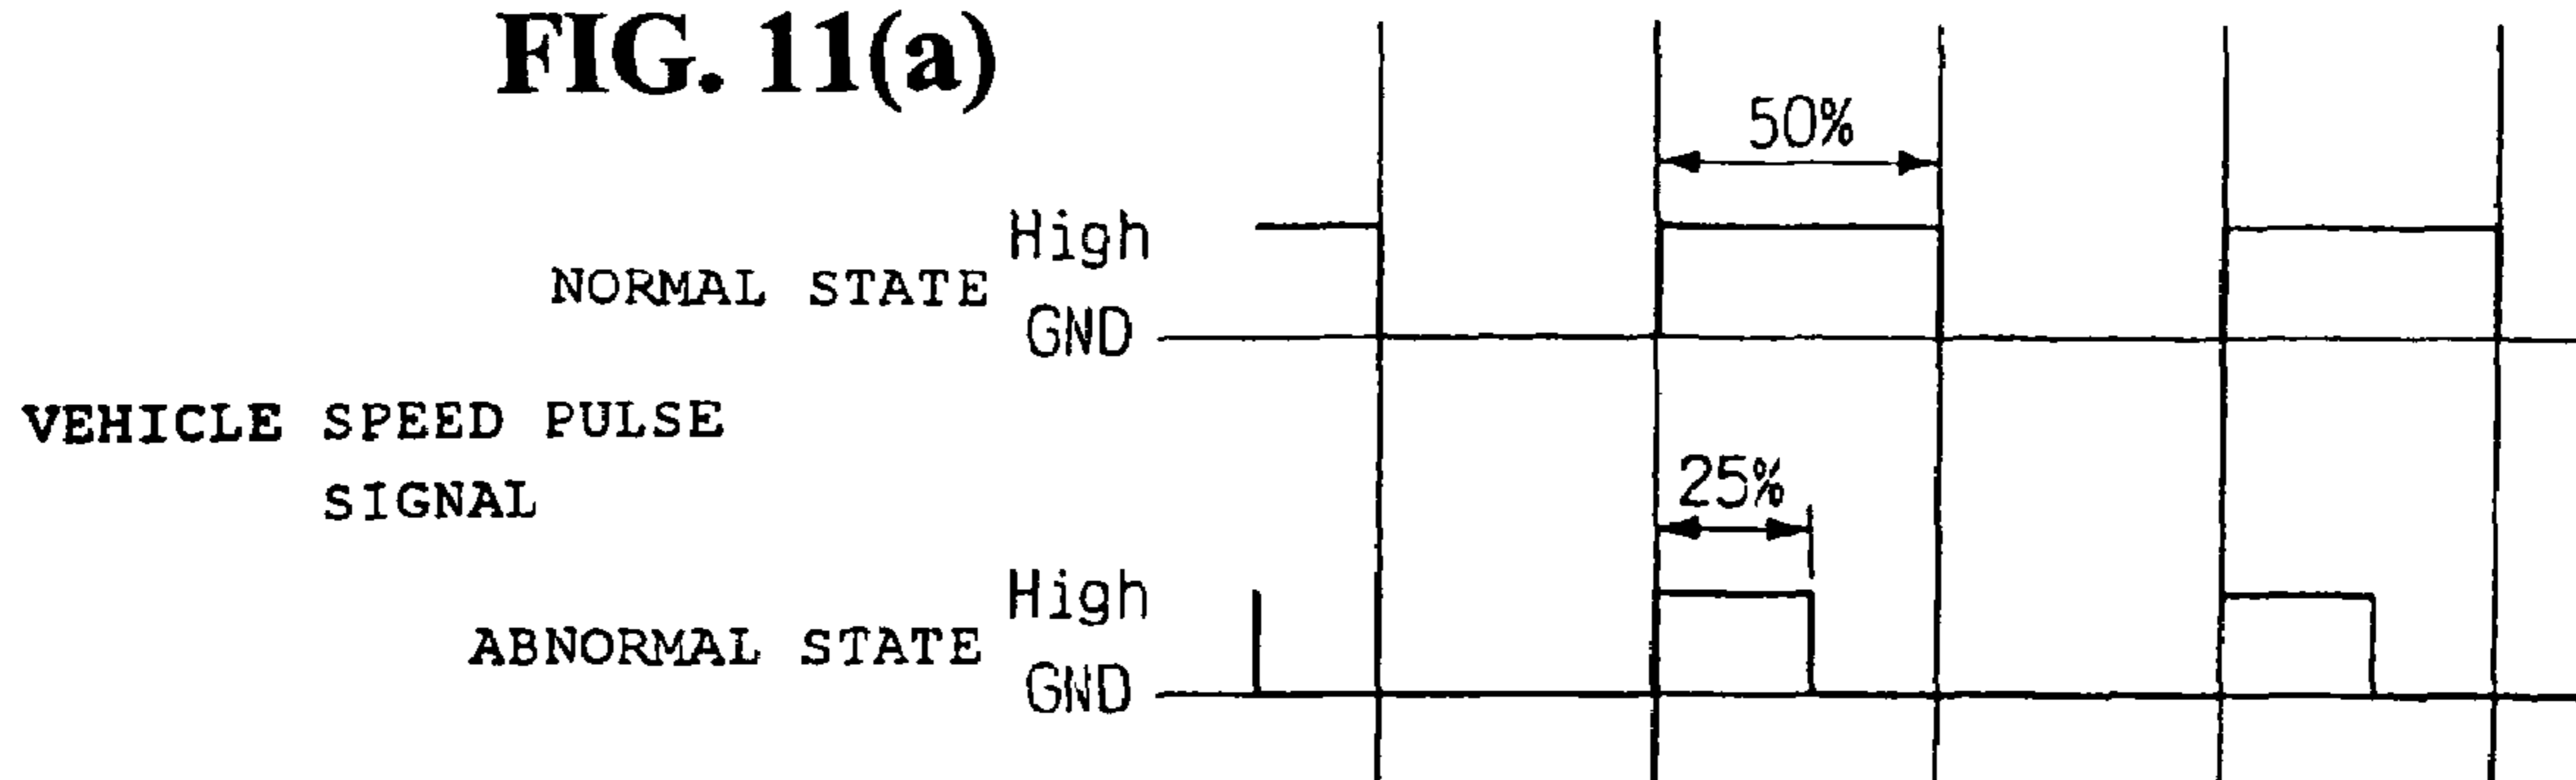 FIG. 11(a)
50%
High
NORMAL STATE
GND
VEHICLE SPEED PULSE
SIGNAL
25%
High
ABNORMAL STATE
GND